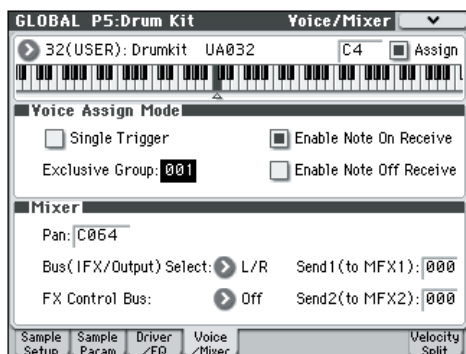 GLOBAL P5:Drum Kit Voice/Mixer
32(USER): Drumkit UA032 C4 Assign
Voice Assign Mode
Single Trigger Enable Note On Receive
Exclusive Group: 001 Enable Note Off Receive
Mixer
Pan: C064
Bus(IFX/Output) Select: L/R Send1(to MFX1): 000
FX Control Bus: Off Send2(to MFX2): 000
Sample Setup Sample Param Driver /EQ Voice /Mixer Velocity Split